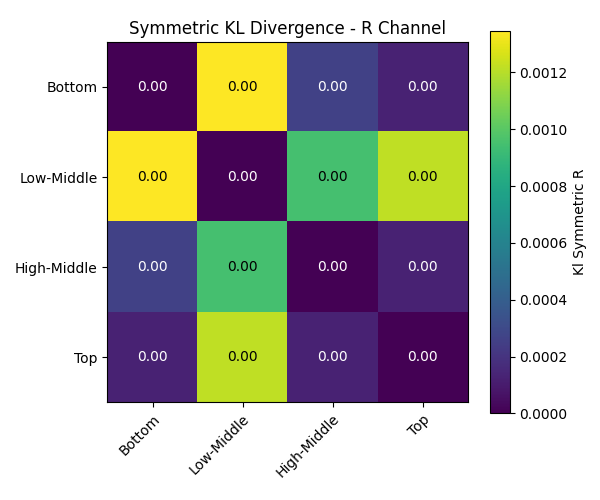 Symmetric KL Divergence - R Channel
Bottom 0.00 0.00 0.00 0.00
Low-Middle 0.00 0.00 0.00 0.00
High-Middle 0.00 0.00 0.00 0.00
Top 0.00 0.00 0.00 0.00
Bottom Low-Middle High-Middle Top
0.0012
0.0010
0.0008
0.0006
0.0004
0.0002
0.0000
Kl Symmetric R